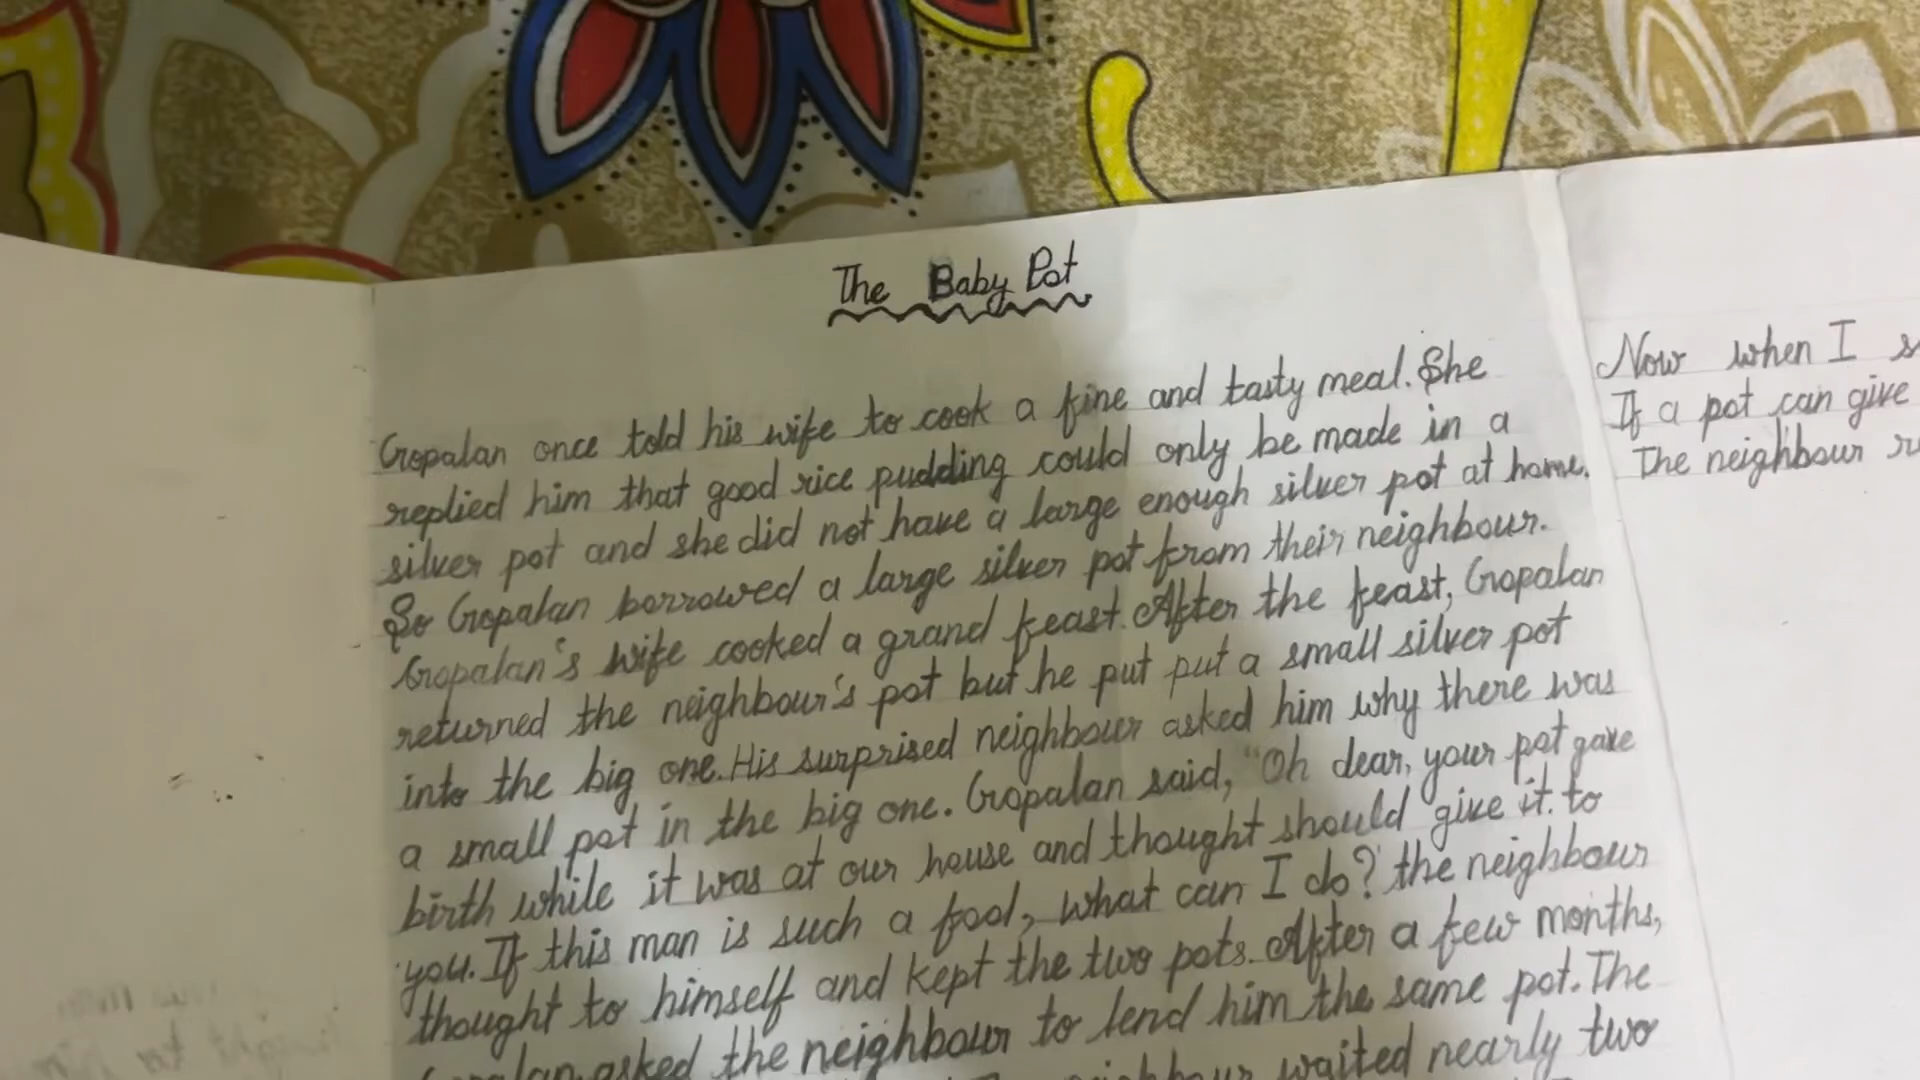 The Baby Pot
Gopalan once told his wife to cook a fine and tasty meal. She
replied him that good rice pudding could only be made in a
silver pot and she did not have a large enough silver pot at home.
So Gopalan borrowed a large silver pot from their neighbour.
Gopalan's wife cooked a grand feast. After the feast, Gopalan
returned the neighbour's pot but he put put a small silver pot
into the big one. His surprised neighbour asked him why there was
a small pot in the big one. Gopalan said, "Oh dear, your pot gave
birth while it was at our house and thought should give it. to
you. If this man is such a fool, what can I do?' the neighbour
thought to himself and kept the two pots. After a few months,
asked the neighbour to lend him the same pot. The
waited nearly two
Now when I
If a pot can give
The neighbour